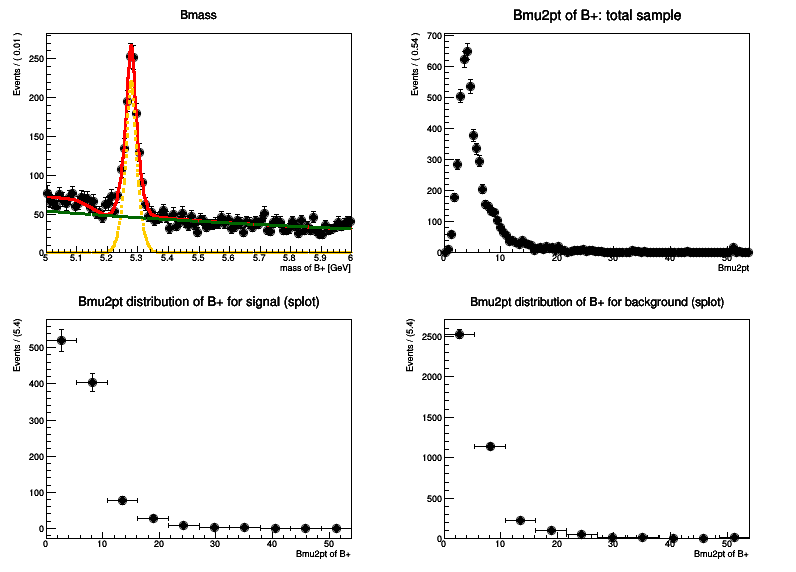 Bmass
Events / ( 0.01 )
250
200
150
100
50
0
5 5.1 5.2 5.3 5.4 5.5 5.6 5.7 5.8 5.9 6
mass of B+ [GeV]
Bmu2pt of B+: total sample
Events / ( 0.54 )
700
600
500
400
300
200
100
0
0 10 20 30 40 50
Bmu2pt
Bmu2pt distribution of B+ for signal (splot)
Events / (5.4)
500
400
300
200
100
0
0 10 20 30 40 50
Bmu2pt of B+
Bmu2pt distribution of B+ for background (splot)
Events / (5.4)
2500
2000
1500
1000
500
0
0 10 20 30 40 50
Bmu2pt of B+